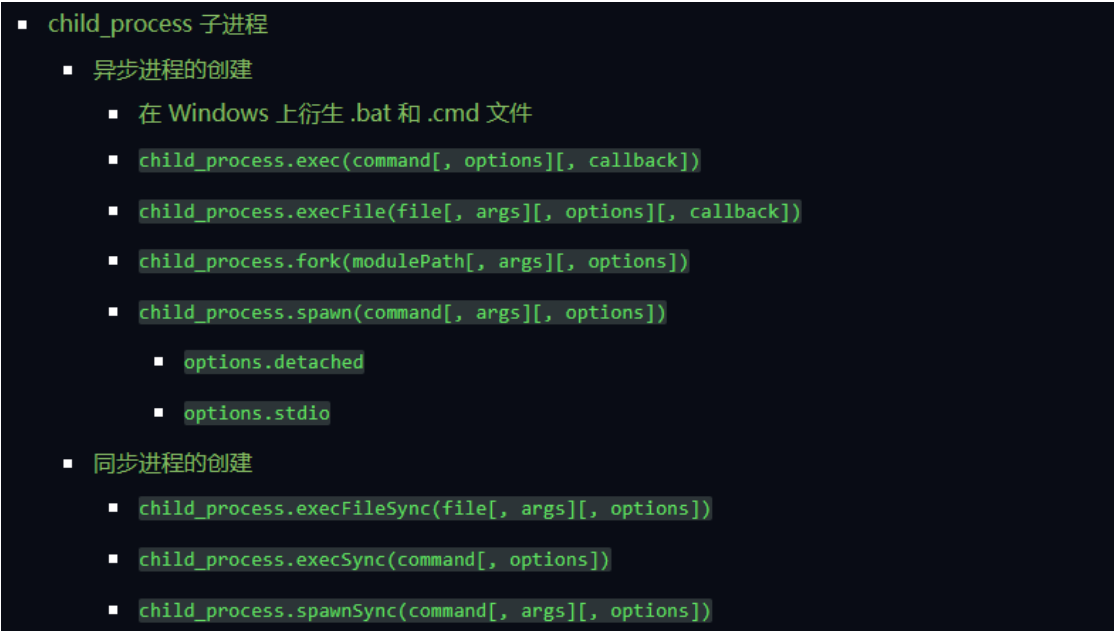 child_process 子进程
异步进程的创建
在 Windows 上衍生 .bat 和 .cmd 文件
child_process.exec(command[, options][, callback])
child_process.execFile(file[, args][, options][, callback])
child_process.fork(modulePath[, args][, options])
child_process.spawn(command[, args][, options])
options.detached
options.stdio
同步进程的创建
child_process.execFileSync(file[, args][, options])
child_process.execSync(command[, options])
child_process.spawnSync(command[, args][, options])